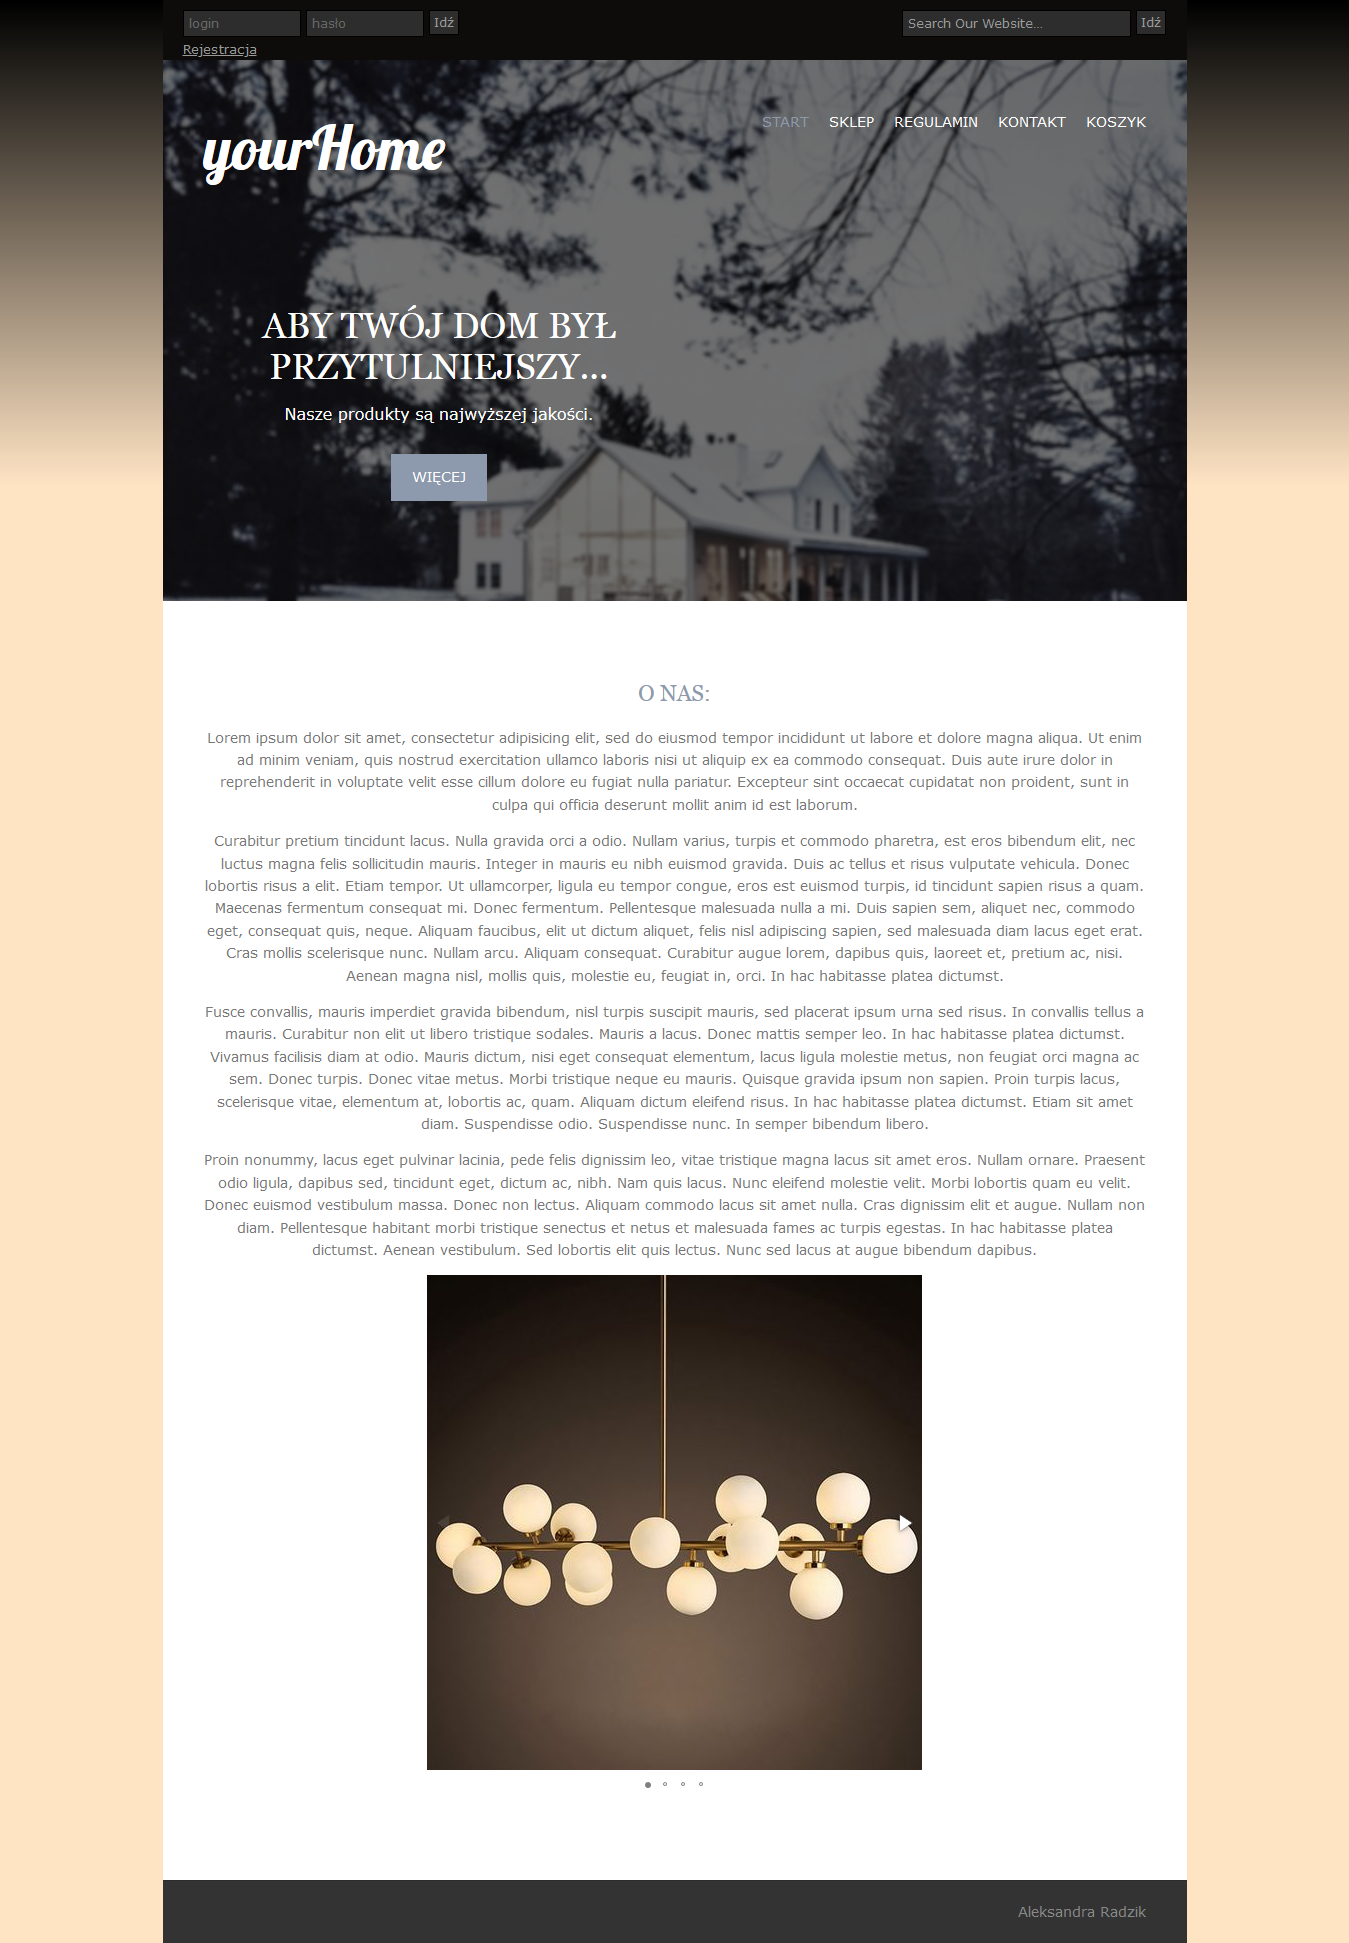 login hasło Idź Search Our Website… Idź
Rejestracja
START SKLEP REGULAMIN KONTAKT KOSZYK
yourHome
ABY TWÓJ DOM BYŁ
PRZYTULNIEJSZY...
Nasze produkty są najwyższej jakości.
WIĘCEJ
O NAS:
Lorem ipsum dolor sit amet, consectetur adipisicing elit, sed do eiusmod tempor incididunt ut labore et dolore magna aliqua. Ut enim
ad minim veniam, quis nostrud exercitation ullamco laboris nisi ut aliquip ex ea commodo consequat. Duis aute irure dolor in
reprehenderit in voluptate velit esse cillum dolore eu fugiat nulla pariatur. Excepteur sint occaecat cupidatat non proident, sunt in
culpa qui officia deserunt mollit anim id est laborum.
Curabitur pretium tincidunt lacus. Nulla gravida orci a odio. Nullam varius, turpis et commodo pharetra, est eros bibendum elit, nec
luctus magna felis sollicitudin mauris. Integer in mauris eu nibh euismod gravida. Duis ac tellus et risus vulputate vehicula. Donec
lobortis risus a elit. Etiam tempor. Ut ullamcorper, ligula eu tempor congue, eros est euismod turpis, id tincidunt sapien risus a quam.
Maecenas fermentum consequat mi. Donec fermentum. Pellentesque malesuada nulla a mi. Duis sapien sem, aliquet nec, commodo
eget, consequat quis, neque. Aliquam faucibus, elit ut dictum aliquet, felis nisl adipiscing sapien, sed malesuada diam lacus eget erat.
Cras mollis scelerisque nunc. Nullam arcu. Aliquam consequat. Curabitur augue lorem, dapibus quis, laoreet et, pretium ac, nisi.
Aenean magna nisl, mollis quis, molestie eu, feugiat in, orci. In hac habitasse platea dictumst.
Fusce convallis, mauris imperdiet gravida bibendum, nisl turpis suscipit mauris, sed placerat ipsum urna sed risus. In convallis tellus a
mauris. Curabitur non elit ut libero tristique sodales. Mauris a lacus. Donec mattis semper leo. In hac habitasse platea dictumst.
Vivamus facilisis diam at odio. Mauris dictum, nisi eget consequat elementum, lacus ligula molestie metus, non feugiat orci magna ac
sem. Donec turpis. Donec vitae metus. Morbi tristique neque eu mauris. Quisque gravida ipsum non sapien. Proin turpis lacus,
scelerisque vitae, elementum at, lobortis ac, quam. Aliquam dictum eleifend risus. In hac habitasse platea dictumst. Etiam sit amet
diam. Suspendisse odio. Suspendisse nunc. In semper bibendum libero.
Proin nonummy, lacus eget pulvinar lacinia, pede felis dignissim leo, vitae tristique magna lacus sit amet eros. Nullam ornare. Praesent
odio ligula, dapibus sed, tincidunt eget, dictum ac, nibh. Nam quis lacus. Nunc eleifend molestie velit. Morbi lobortis quam eu velit.
Donec euismod vestibulum massa. Donec non lectus. Aliquam commodo lacus sit amet nulla. Cras dignissim elit et augue. Nullam non
diam. Pellentesque habitant morbi tristique senectus et netus et malesuada fames ac turpis egestas. In hac habitasse platea
dictumst. Aenean vestibulum. Sed lobortis elit quis lectus. Nunc sed lacus at augue bibendum dapibus.
Aleksandra Radzik